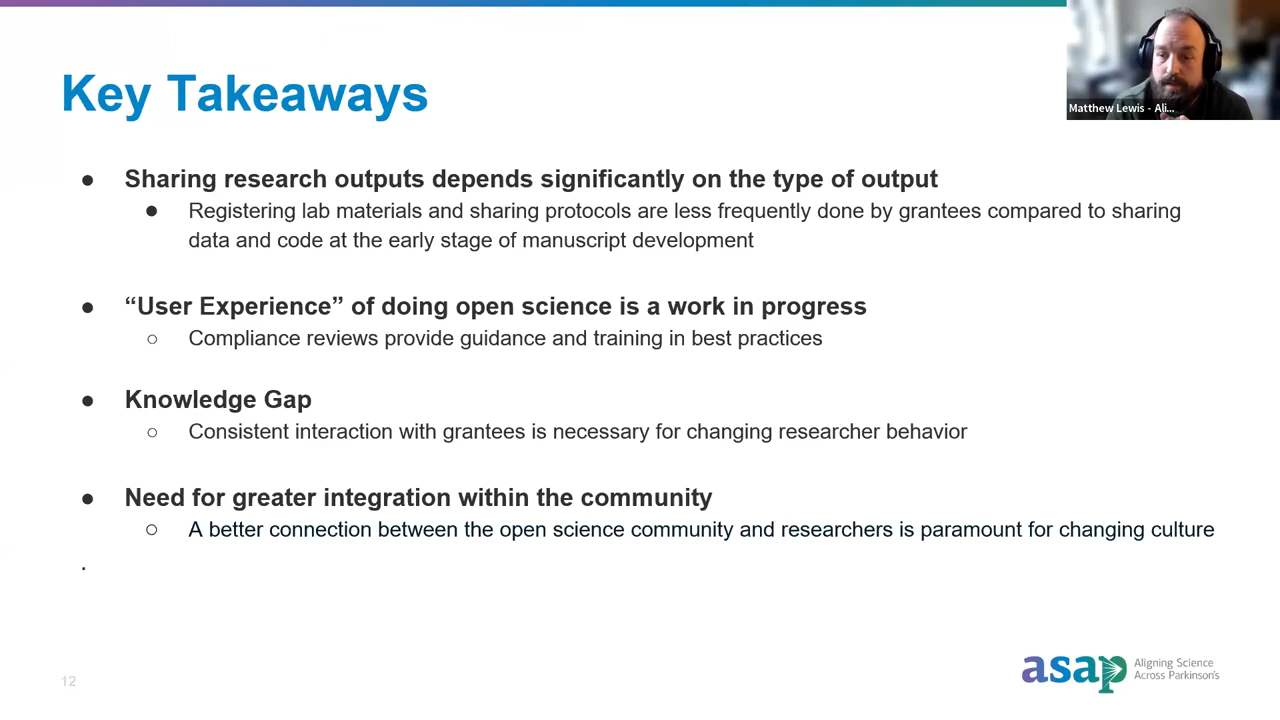 Key Takeaways
Matthew Lewis - Ali...
● Sharing research outputs depends significantly on the type of output
● Registering lab materials and sharing protocols are less frequently done by grantees compared to sharing
data and code at the early stage of manuscript development
● “User Experience” of doing open science is a work in progress
○ Compliance reviews provide guidance and training in best practices
● Knowledge Gap
○ Consistent interaction with grantees is necessary for changing researcher behavior
● Need for greater integration within the community
○ A better connection between the open science community and researchers is paramount for changing culture
.
12
asap
Aligning Science
Across Parkinson's